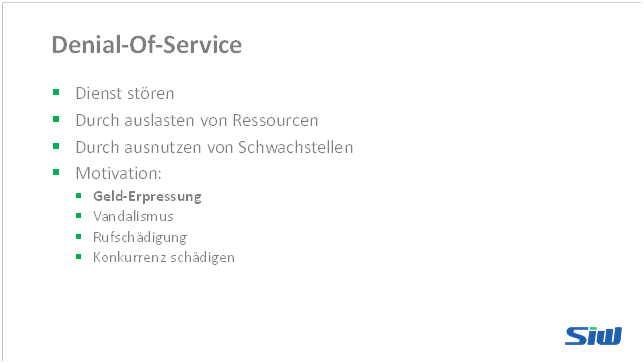 Denial-Of-Service
Dienst stören
Durch auslasten von Ressourcen
Durch ausnutzen von Schwachstellen
Motivation:
Geld-Erpressung
Vandalismus
Rufschädigung
Konkurrenz schädigen
SiW